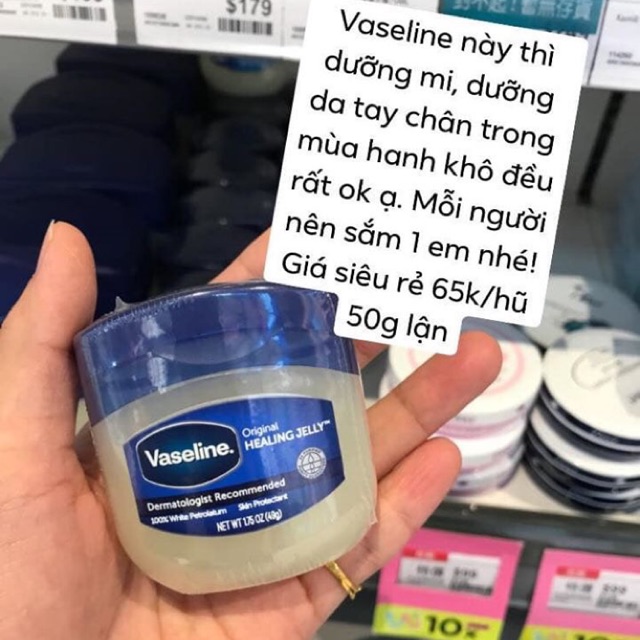 $179
Vaseline này thì
dưỡng mi, dưỡng
da tay chân trong
mùa hanh khô đều
rất ok ạ. Mỗi người
nên sắm 1 em nhé!
Giá siêu rẻ 65k/hũ
50g lận
Vaseline.
Original
HEALING JELLY™
Dermatologist Recommended
100% White Petrolatum Skin Protectant
NET WT 1.75 OZ (49g)
10